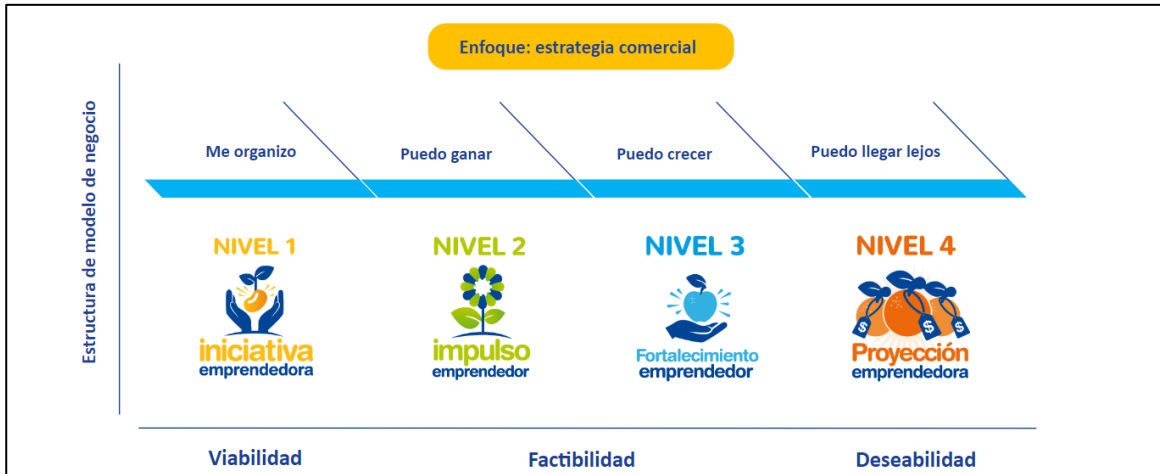 Enfoque: estrategia comercial
Estructura de modelo de negocio
Me organizo
Puedo ganar
Puedo crecer
Puedo llegar lejos
NIVEL 1
NIVEL 2
NIVEL 3
NIVEL 4
iniciativa
emprendedora
impulso
emprendedor
Fortalecimiento
emprendedor
$
$
$
Proyección
emprendedora
Viabilidad
Factibilidad
Deseabilidad